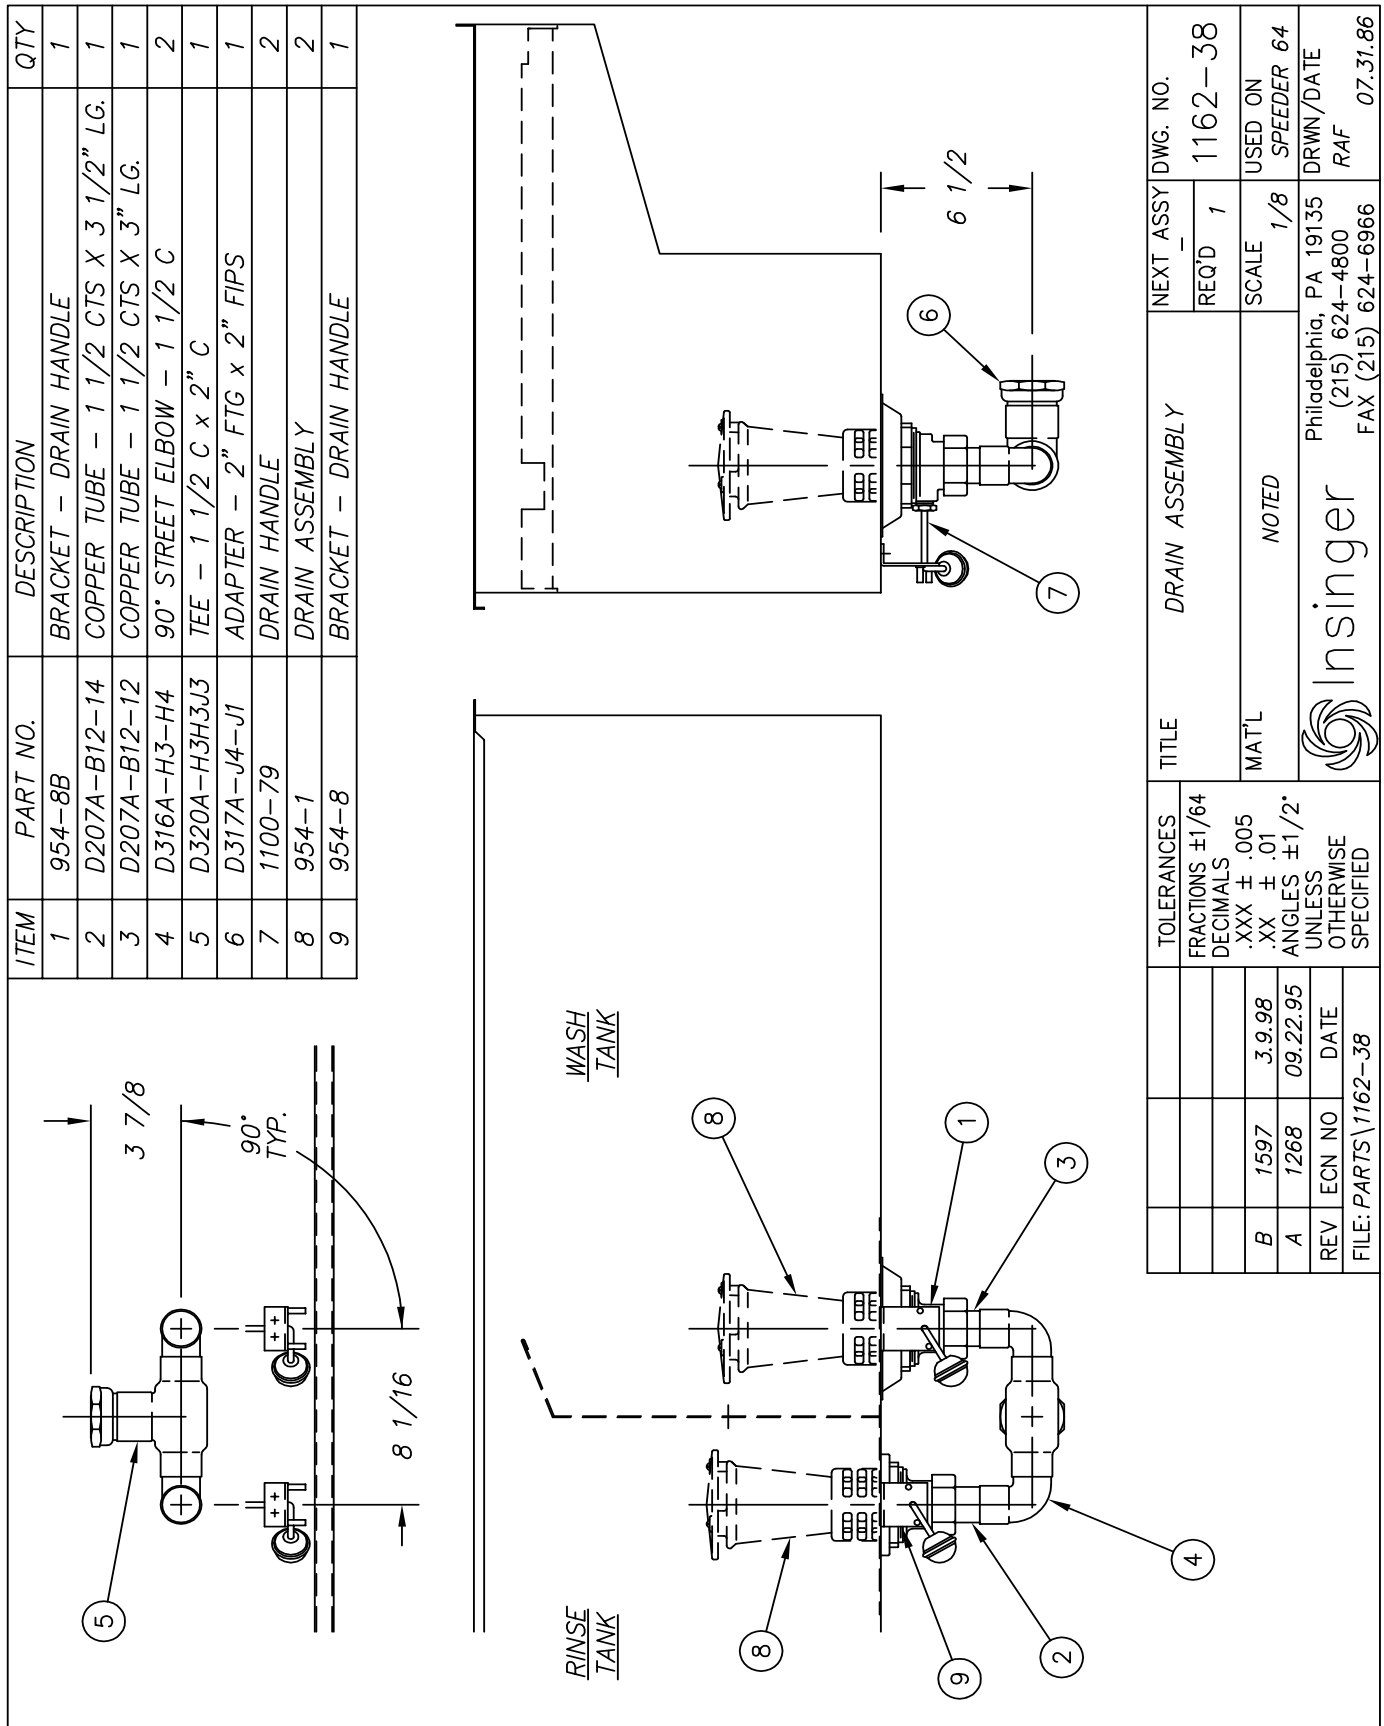 ITEM PART NO. DESCRIPTION QTY
1 954-8B BRACKET - DRAIN HANDLE 1
2 D207A-B12-14 COPPER TUBE - 1 1/2 CTS X 3 1/2" LG. 1
3 D207A-B12-12 COPPER TUBE - 1 1/2 CTS X 3" LG. 1
4 D316A-H3-H4 90° STREET ELBOW - 1 1/2 C 2
5 D320A-H3H3J3 TEE - 1 1/2 C x 2" C 1
6 D317A-J4-J1 ADAPTER - 2" FTG x 2" FIPS 1
7 1100-79 DRAIN HANDLE 2
8 954-1 DRAIN ASSEMBLY 2
9 954-8 BRACKET - DRAIN HANDLE 1
5
3 7/8
90°
TYP.
8 1/16
RINSE
TANK
WASH
TANK
8
8
9
2
4
3
1
6 1/2
6
7
B 1597 3.9.98
A 1268 09.22.95
REV ECN NO DATE
FILE: PARTS\1162-38
TOLERANCES
FRACTIONS ±1/64
DECIMALS
.XXX ± .005
.XX ± .01
ANGLES ±1/2°
UNLESS
OTHERWISE
SPECIFIED
TITLE
DRAIN ASSEMBLY
MAT'L
NOTED
Insinger
Philadelphia, PA 19135
(215) 624-4800
FAX (215) 624-6966
NEXT ASSY
-
REQ'D 1
SCALE
1/8
DWG. NO.
1162-38
USED ON
SPEEDER 64
DRWN/DATE
RAF 07.31.86